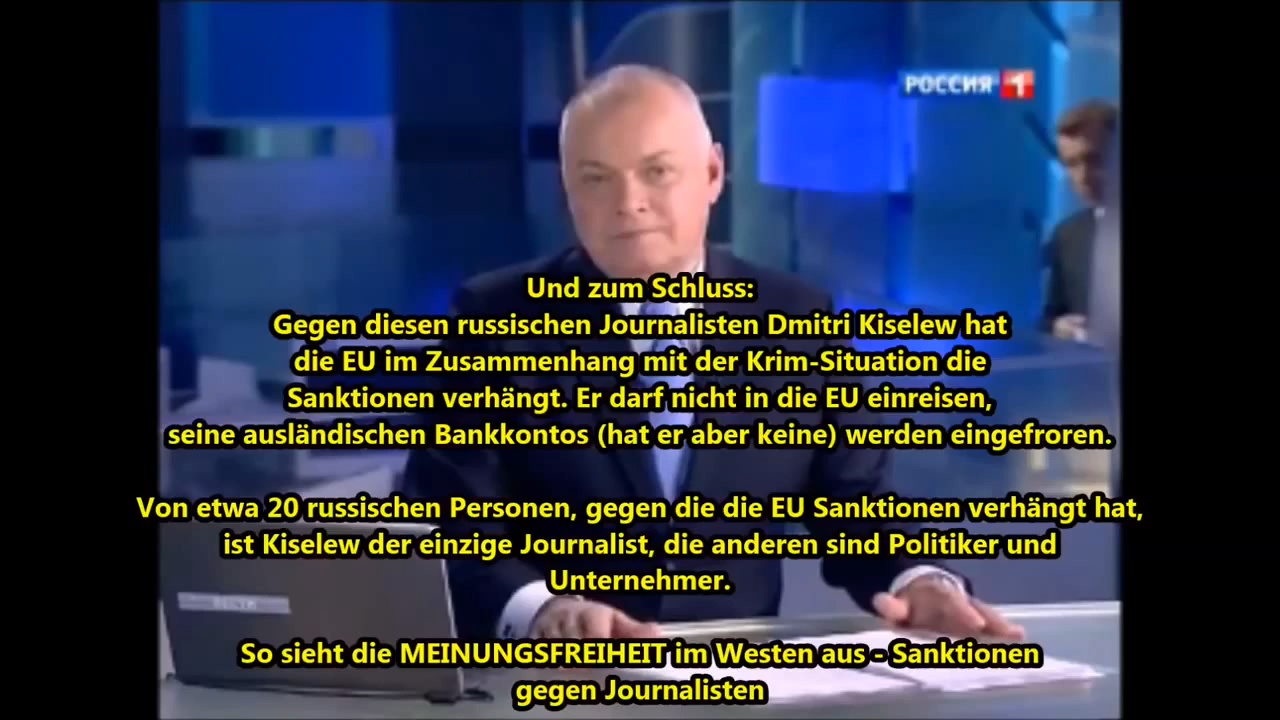 РОССИЯ 1
Und zum Schluss:
Gegen diesen russischen Journalisten Dmitri Kiselew hat
die EU im Zusammenhang mit der Krim-Situation die
Sanktionen verhängt. Er darf nicht in die EU einreisen,
seine ausländischen Bankkontos (hat er aber keine) werden eingefroren.
Von etwa 20 russischen Personen, gegen die die EU Sanktionen verhängt hat,
ist Kiselew der einzige Journalist, die anderen sind Politiker und
Unternehmer.
So sieht die MEINUNGSFREIHEIT im Westen aus - Sanktionen
gegen Journalisten